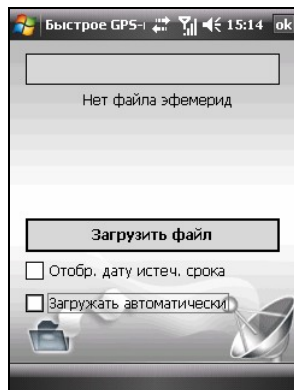 Быстрое GPS-
15:14
ok
Нет файла эфемерид
Загрузить файл
Отобр. дату истеч. срока
Загружать автоматически